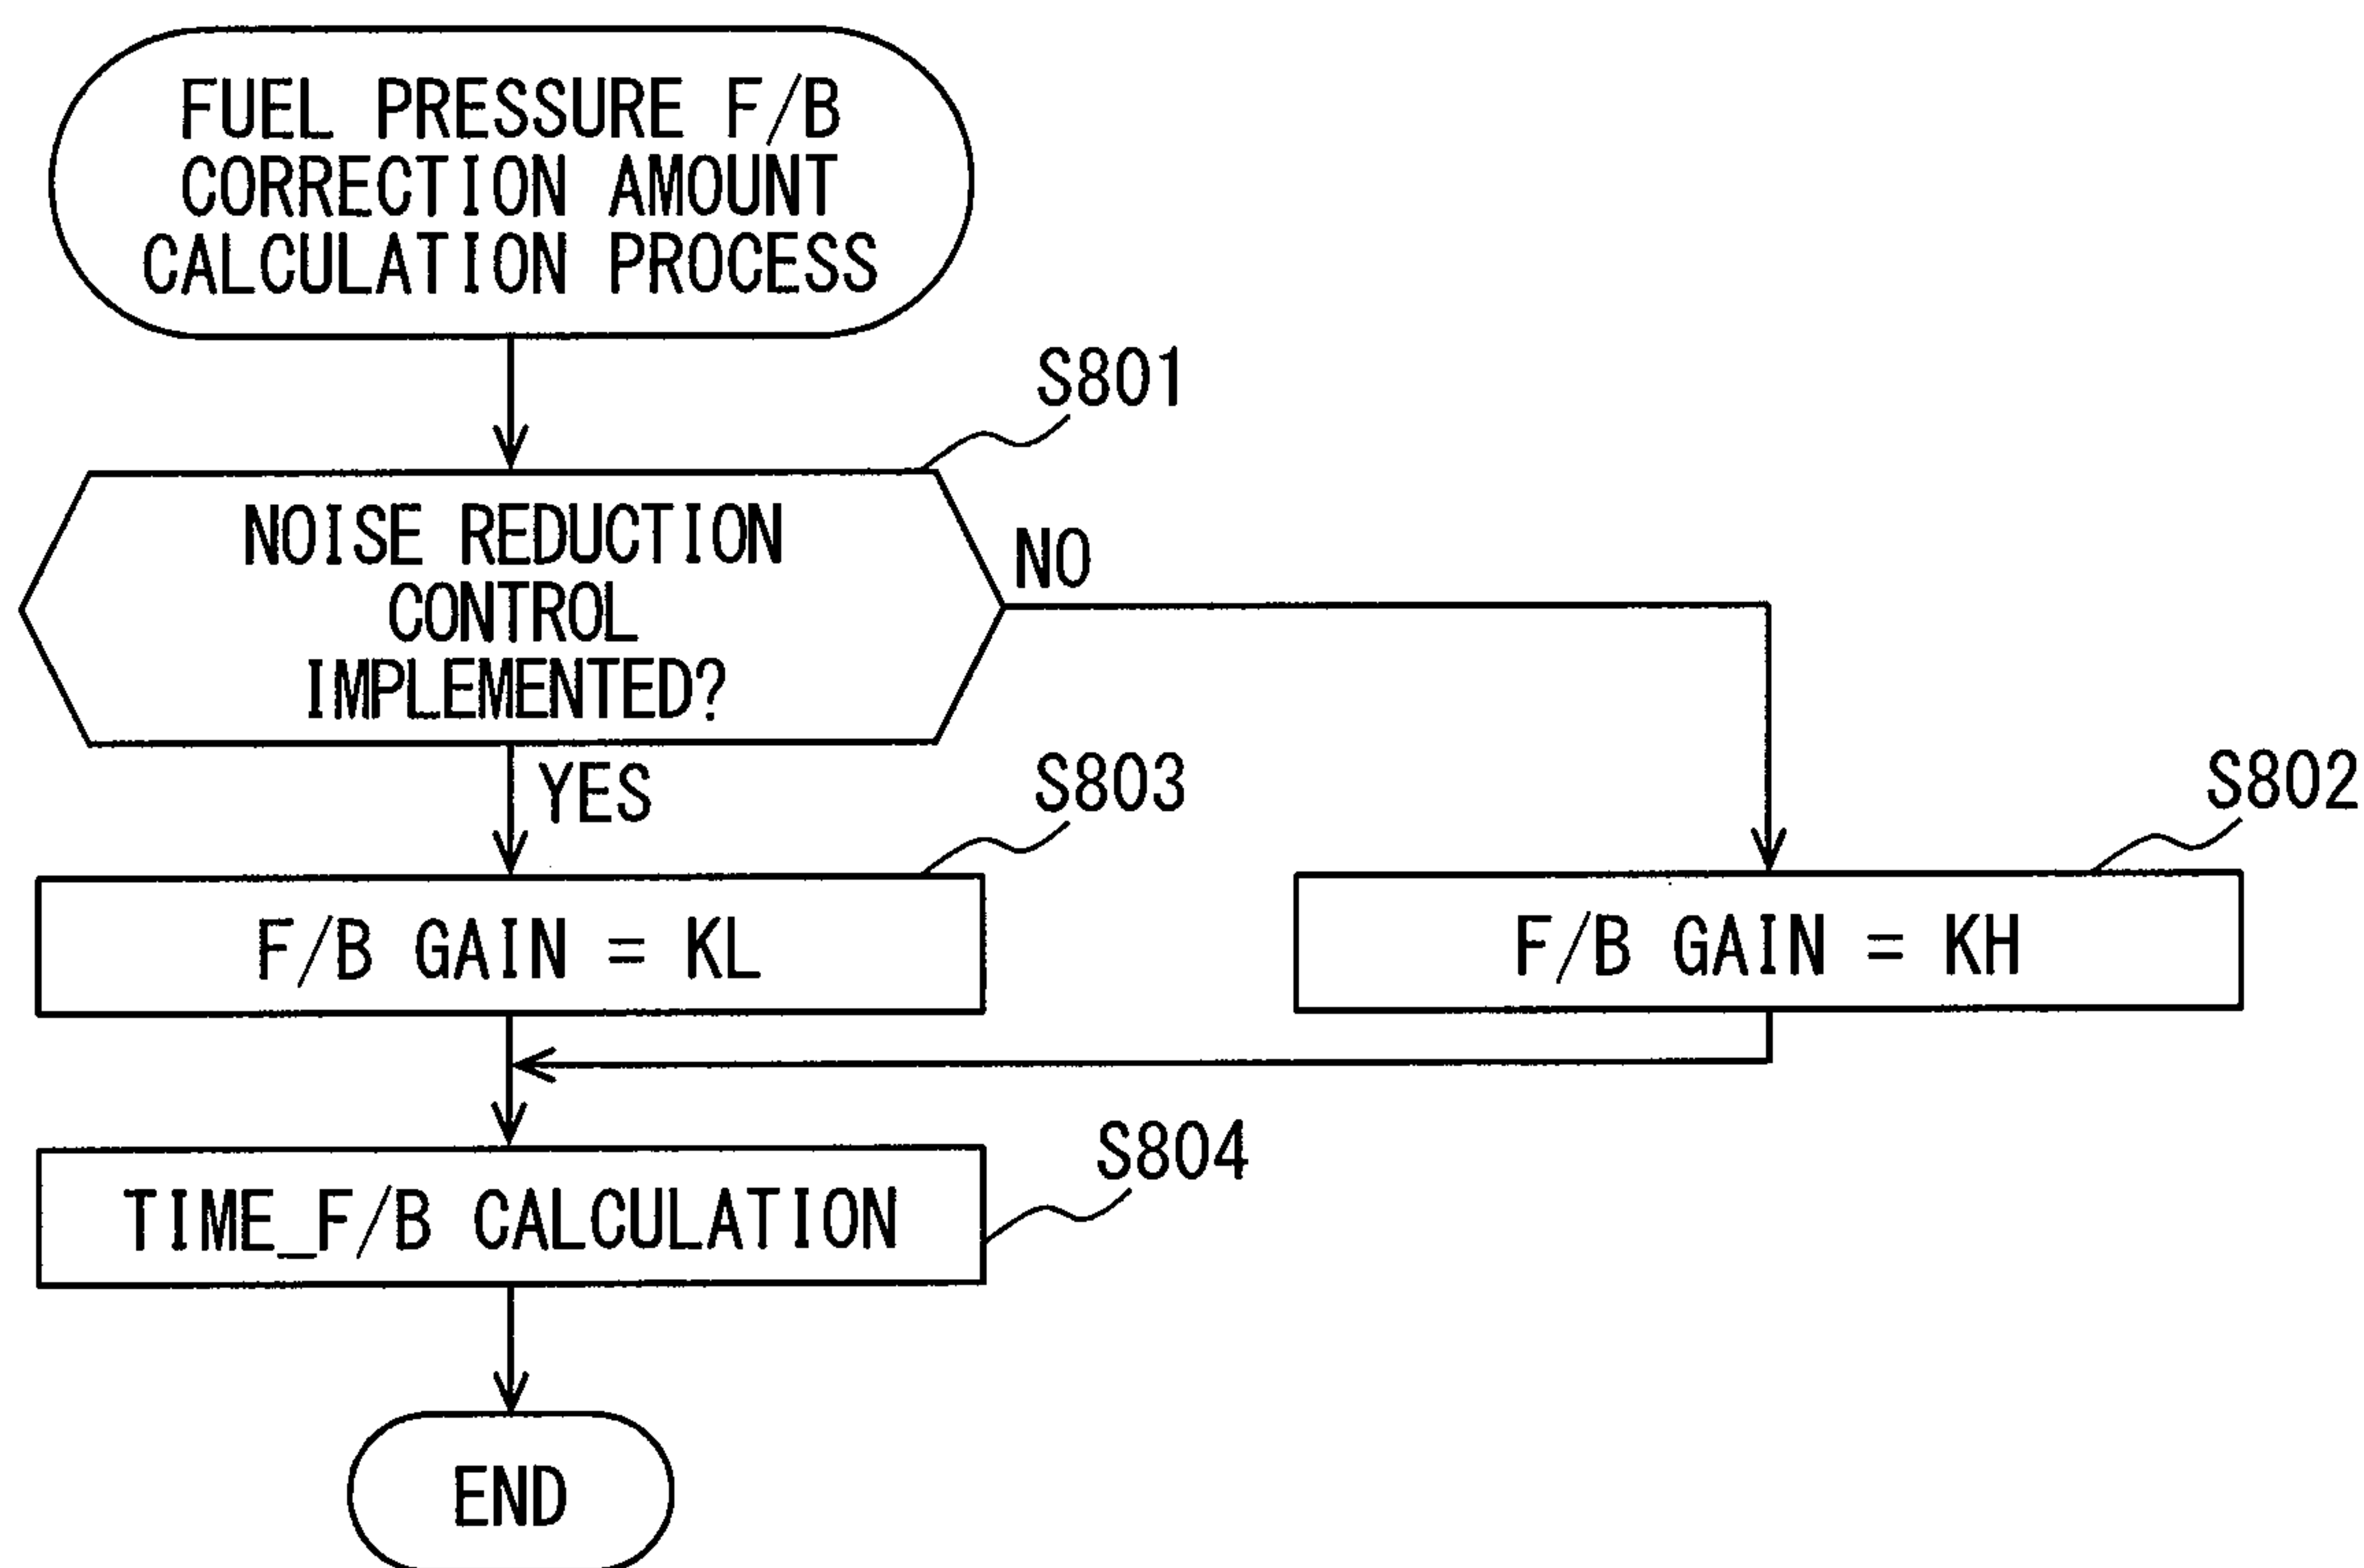 FUEL PRESSURE F/B
CORRECTION AMOUNT
CALCULATION PROCESS
S801
NOISE REDUCTION
CONTROL
IMPLEMENTED?
NO
YES
S803
S802
F/B GAIN = KL
F/B GAIN = KH
S804
TIME_F/B CALCULATION
END